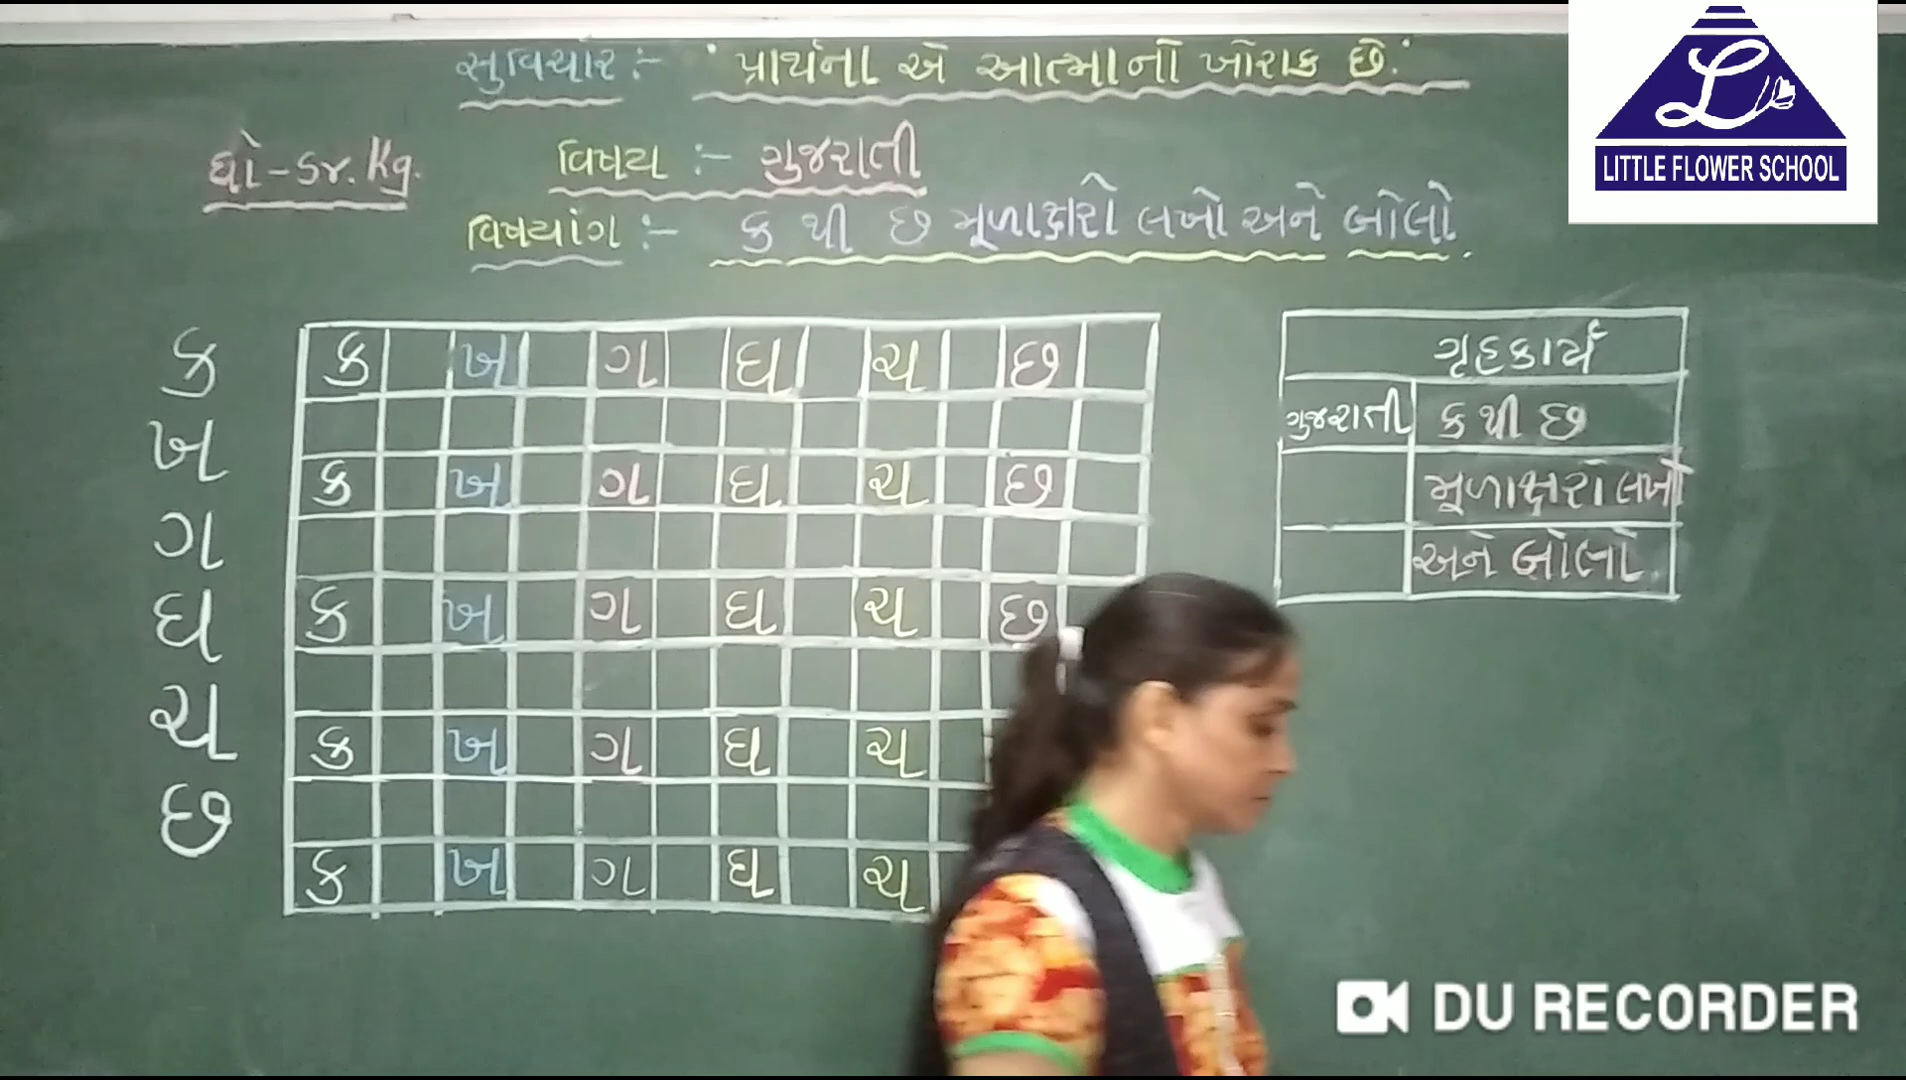 સુવિચાર :- 'પ્રાર્થના એ આત્માનો ખોરાક છે.'
LITTLE FLOWER SCHOOL
ધો - Jr. Kg.
વિષય :- ગુજરાતી
વિષયાંગ :- ક થી છ મૂળાક્ષરો લખો અને બોલો.
ક
ખ
ગ
ઘ
ચ
છ
ક ખ ગ ઘ ચ છ
ક ખ ગ ઘ ચ છ
ક ખ ગ ઘ ચ છ
ક ખ ગ ઘ ચ
ક ખ ગ ઘ ચ
ગૃહકાર્ય
ગુજરાતી ક થી છ
મૂળાક્ષરો લખો
અને બોલો.
DU RECORDER